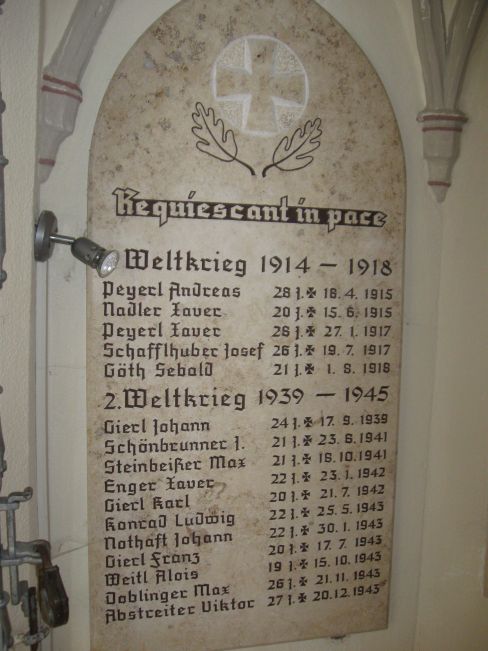 Requiescant in pace
Weltkrieg 1914 – 1918
Peyerl Andreas 28 J. ✠ 18. 4. 1915
Nadler Xaver 20 J. ✠ 15. 6. 1915
Peyerl Xaver 28 J. ✠ 27. 1. 1917
Schafflhuber Josef 26 J. ✠ 19. 7. 1917
Göth Sebald 21 J. ✠ 1. 8. 1918
2. Weltkrieg 1939 – 1945
Gierl Johann 24 J. ✠ 17. 9. 1939
Schönbrunner J. 21 J. ✠ 23. 8. 1941
Steinbeißer Max 21 J. ✠ 18. 10. 1941
Enger Xaver 22 J. ✠ 23. 1. 1942
Gierl Karl 20 J. ✠ 21. 7. 1942
Konrad Ludwig 22 J. ✠ 25. 5. 1943
Nothaft Johann 22 J. ✠ 30. 1. 1943
Gierl Franz 20 J. ✠ 17. 7. 1943
Weitl Alois 19 J. ✠ 15. 10. 1943
Doblinger Max 26 J. ✠ 21. 11. 1943
Abstreiter Viktor 27 J. ✠ 20. 12. 1943